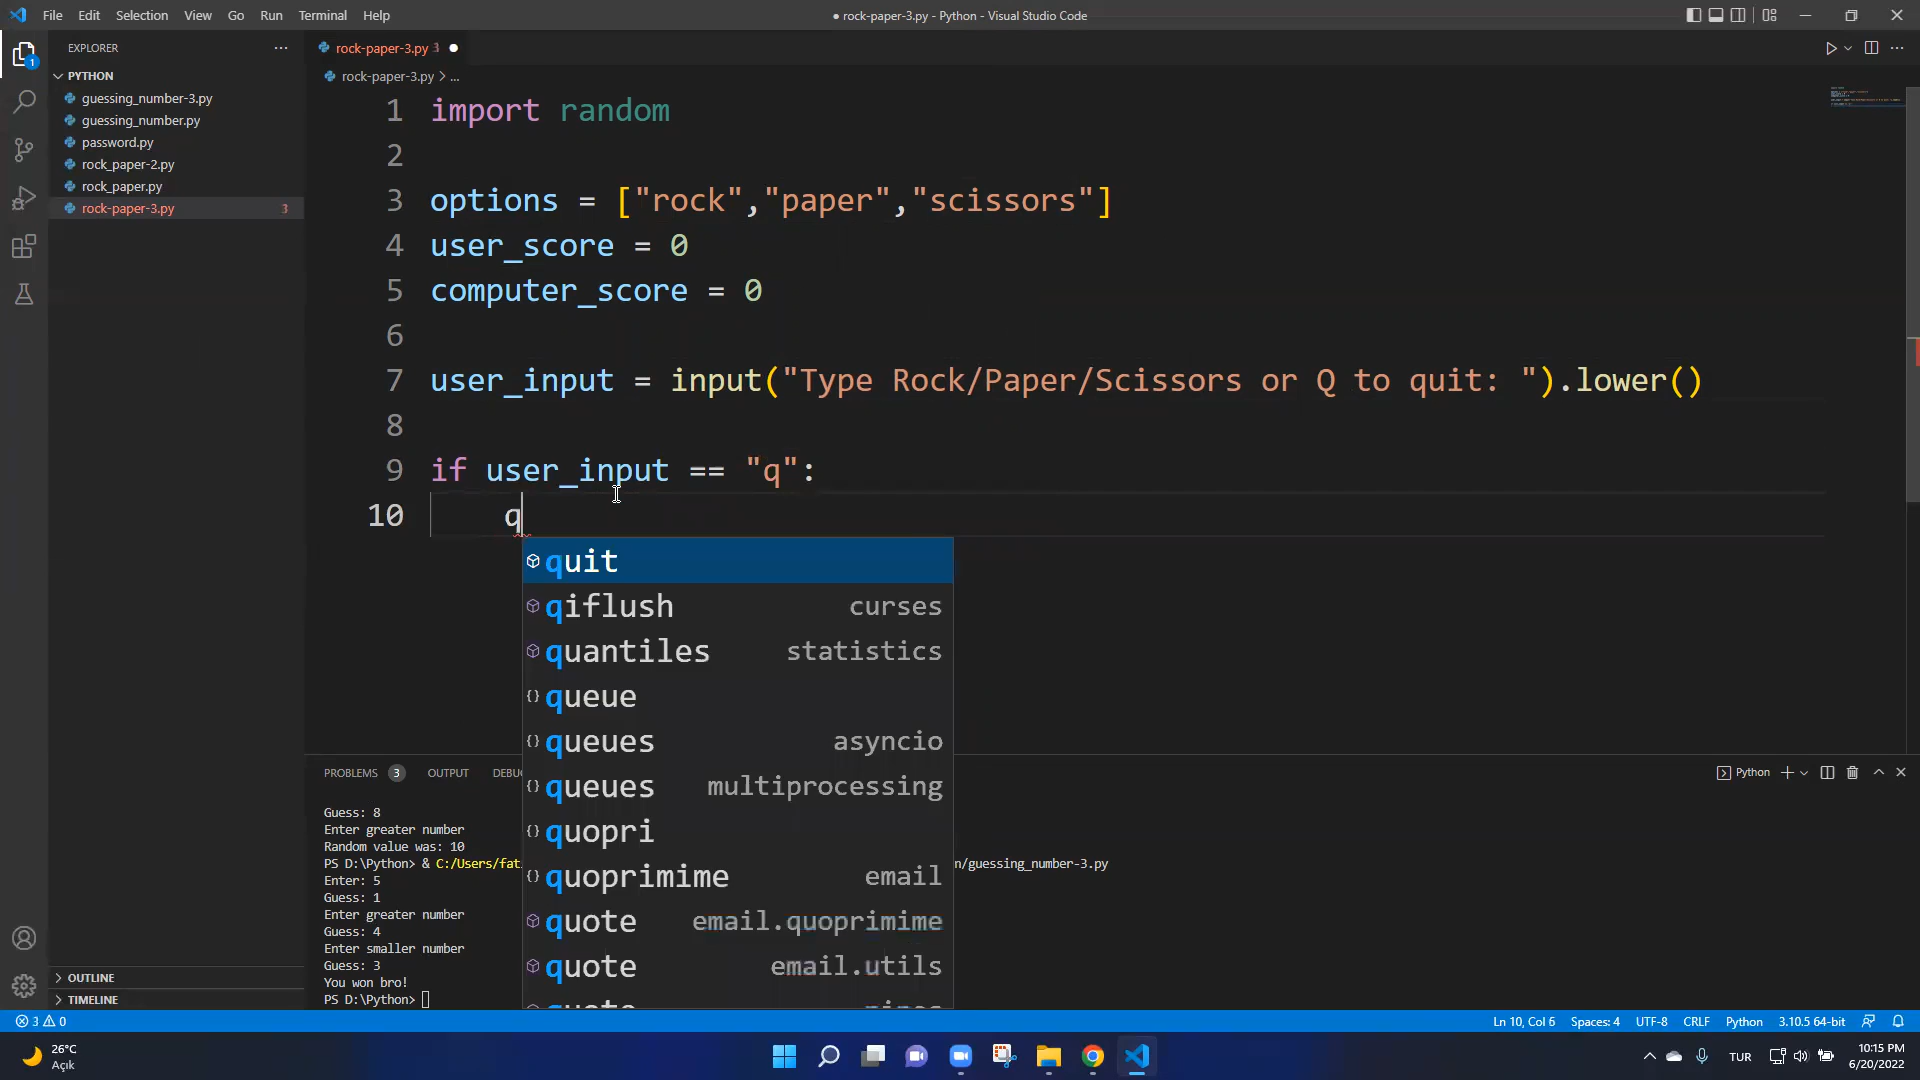 File Edit Selection View Go Run Terminal Help
● rock-paper-3.py - Python - Visual Studio Code
EXPLORER
PYTHON
guessing_number-3.py
guessing_number.py
password.py
rock_paper-2.py
rock_paper.py
rock-paper-3.py 3
OUTLINE
TIMELINE
1
rock-paper-3.py 3 ●
rock-paper-3.py > ...
1 import random
2
3 options = ["rock","paper","scissors"]
4 user_score = 0
5 computer_score = 0
6
7 user_input = input("Type Rock/Paper/Scissors or Q to quit: ").lower()
8
9 if user_input == "q":
10 q
quit
qiflush curses
quantiles statistics
queue
queues asyncio
queues multiprocessing
quopri
quoprimime email
quote email.quoprimime
quote email.utils
PROBLEMS 3 OUTPUT DEBU
Python
Guess: 8
Enter greater number
Random value was: 10
PS D:\Python> & C:/Users/fat n/guessing_number-3.py
Enter: 5
Guess: 1
Enter greater number
Guess: 4
Enter smaller number
Guess: 3
You won bro!
PS D:\Python>
3 0
Ln 10, Col 6 Spaces: 4 UTF-8 CRLF Python 3.10.5 64-bit
26°C
Açık
TUR
10:15 PM
6/20/2022